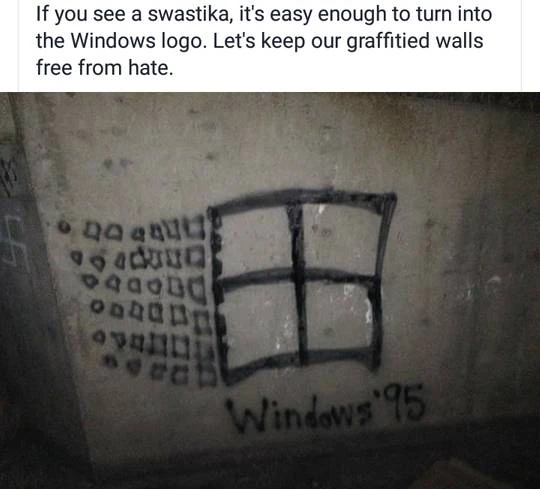 If you see a swastika, it's easy enough to turn into
the Windows logo. Let's keep our graffitied walls
free from hate.
Windows'95